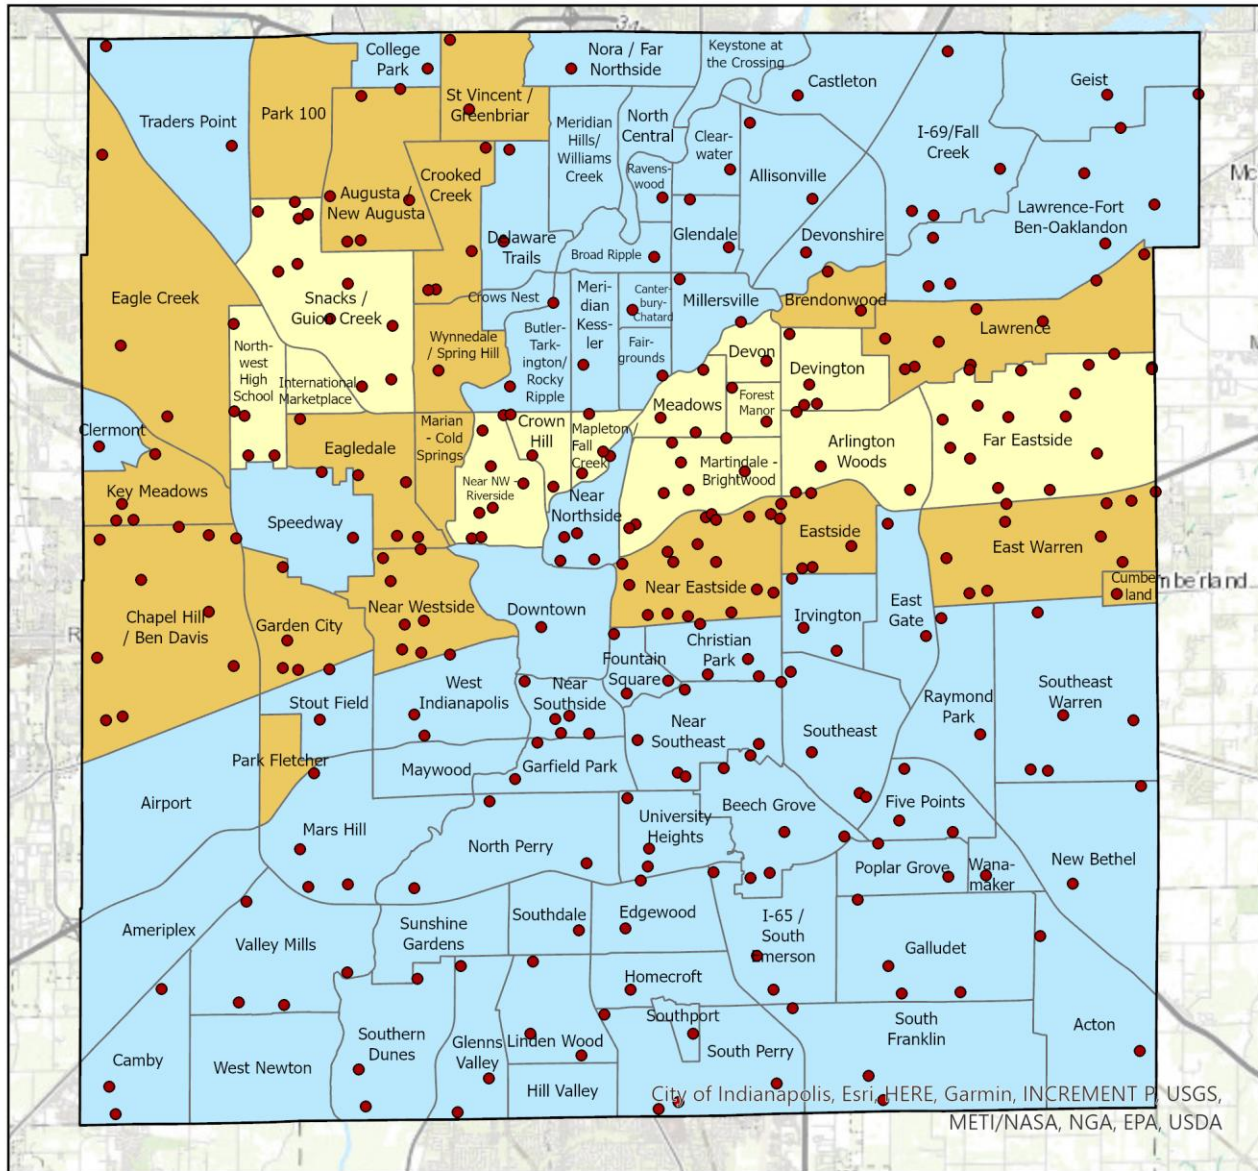 34
College
Park
Nora / Far
Northside
Keystone at
the Crossing
Castleton
Geist
Park 100
St Vincent /
Greenbriar
Traders Point
North
Central
Meridian
Hills/
Williams
Creek
Clear-
water
I-69/Fall
Creek
Crooked
Creek
Ravens-
wood
Allisonville
Mc
Augusta /
New Augusta
Lawrence-Fort
Ben-Oaklandon
Delaware
Trails
Glendale
Devonshire
Broad Ripple
Eagle Creek
Snacks /
Guion Creek
Crows Nest
Meri-
dian
Kess-
ler
Canter-
bury-
Chatard
Millersville
Brendonwood
Lawrence
North-
west High
School
Wynnedale
/ Spring Hill
Butler-
Tark-
ington/
Rocky
Ripple
Fair-
grounds
Devon
Devington
International
Marketplace
Forest
Manor
Meadows
Clermont
Eagledale
Marian
- Cold
Springs
Crown
Hill
Mapleton
Fall
Creek
Arlington
Woods
Far Eastside
Martindale -
Brightwood
Key Meadows
Near NW -
Riverside
Near
Northside
Speedway
Eastside
East Warren
Near Eastside
Cumber
land
mberland
Chapel Hill
/ Ben Davis
Garden City
Near Westside
Downtown
Irvington
East
Gate
R
Christian
Park
Fountain
Square
Stout Field
West
Indianapolis
Near
Southside
Raymond
Park
Southeast
Warren
Near
Southeast
Southeast
Park Fletcher
Maywood
Garfield Park
Airport
Beech Grove
Five Points
Mars Hill
North Perry
University
Heights
Poplar Grove
Wana-
maker
New Bethel
Ameriplex
Valley Mills
Sunshine
Gardens
Southdale
Edgewood
I-65 /
South
Emerson
Galludet
Homecroft
Southport
South
Franklin
Acton
Camby
West Newton
Southern
Dunes
Glenns
Valley
Linden Wood
South Perry
Hill Valley
City of Indianapolis, Esri, HERE, Garmin, INCREMENT P, USGS,
METI/NASA, NGA, EPA, USDA